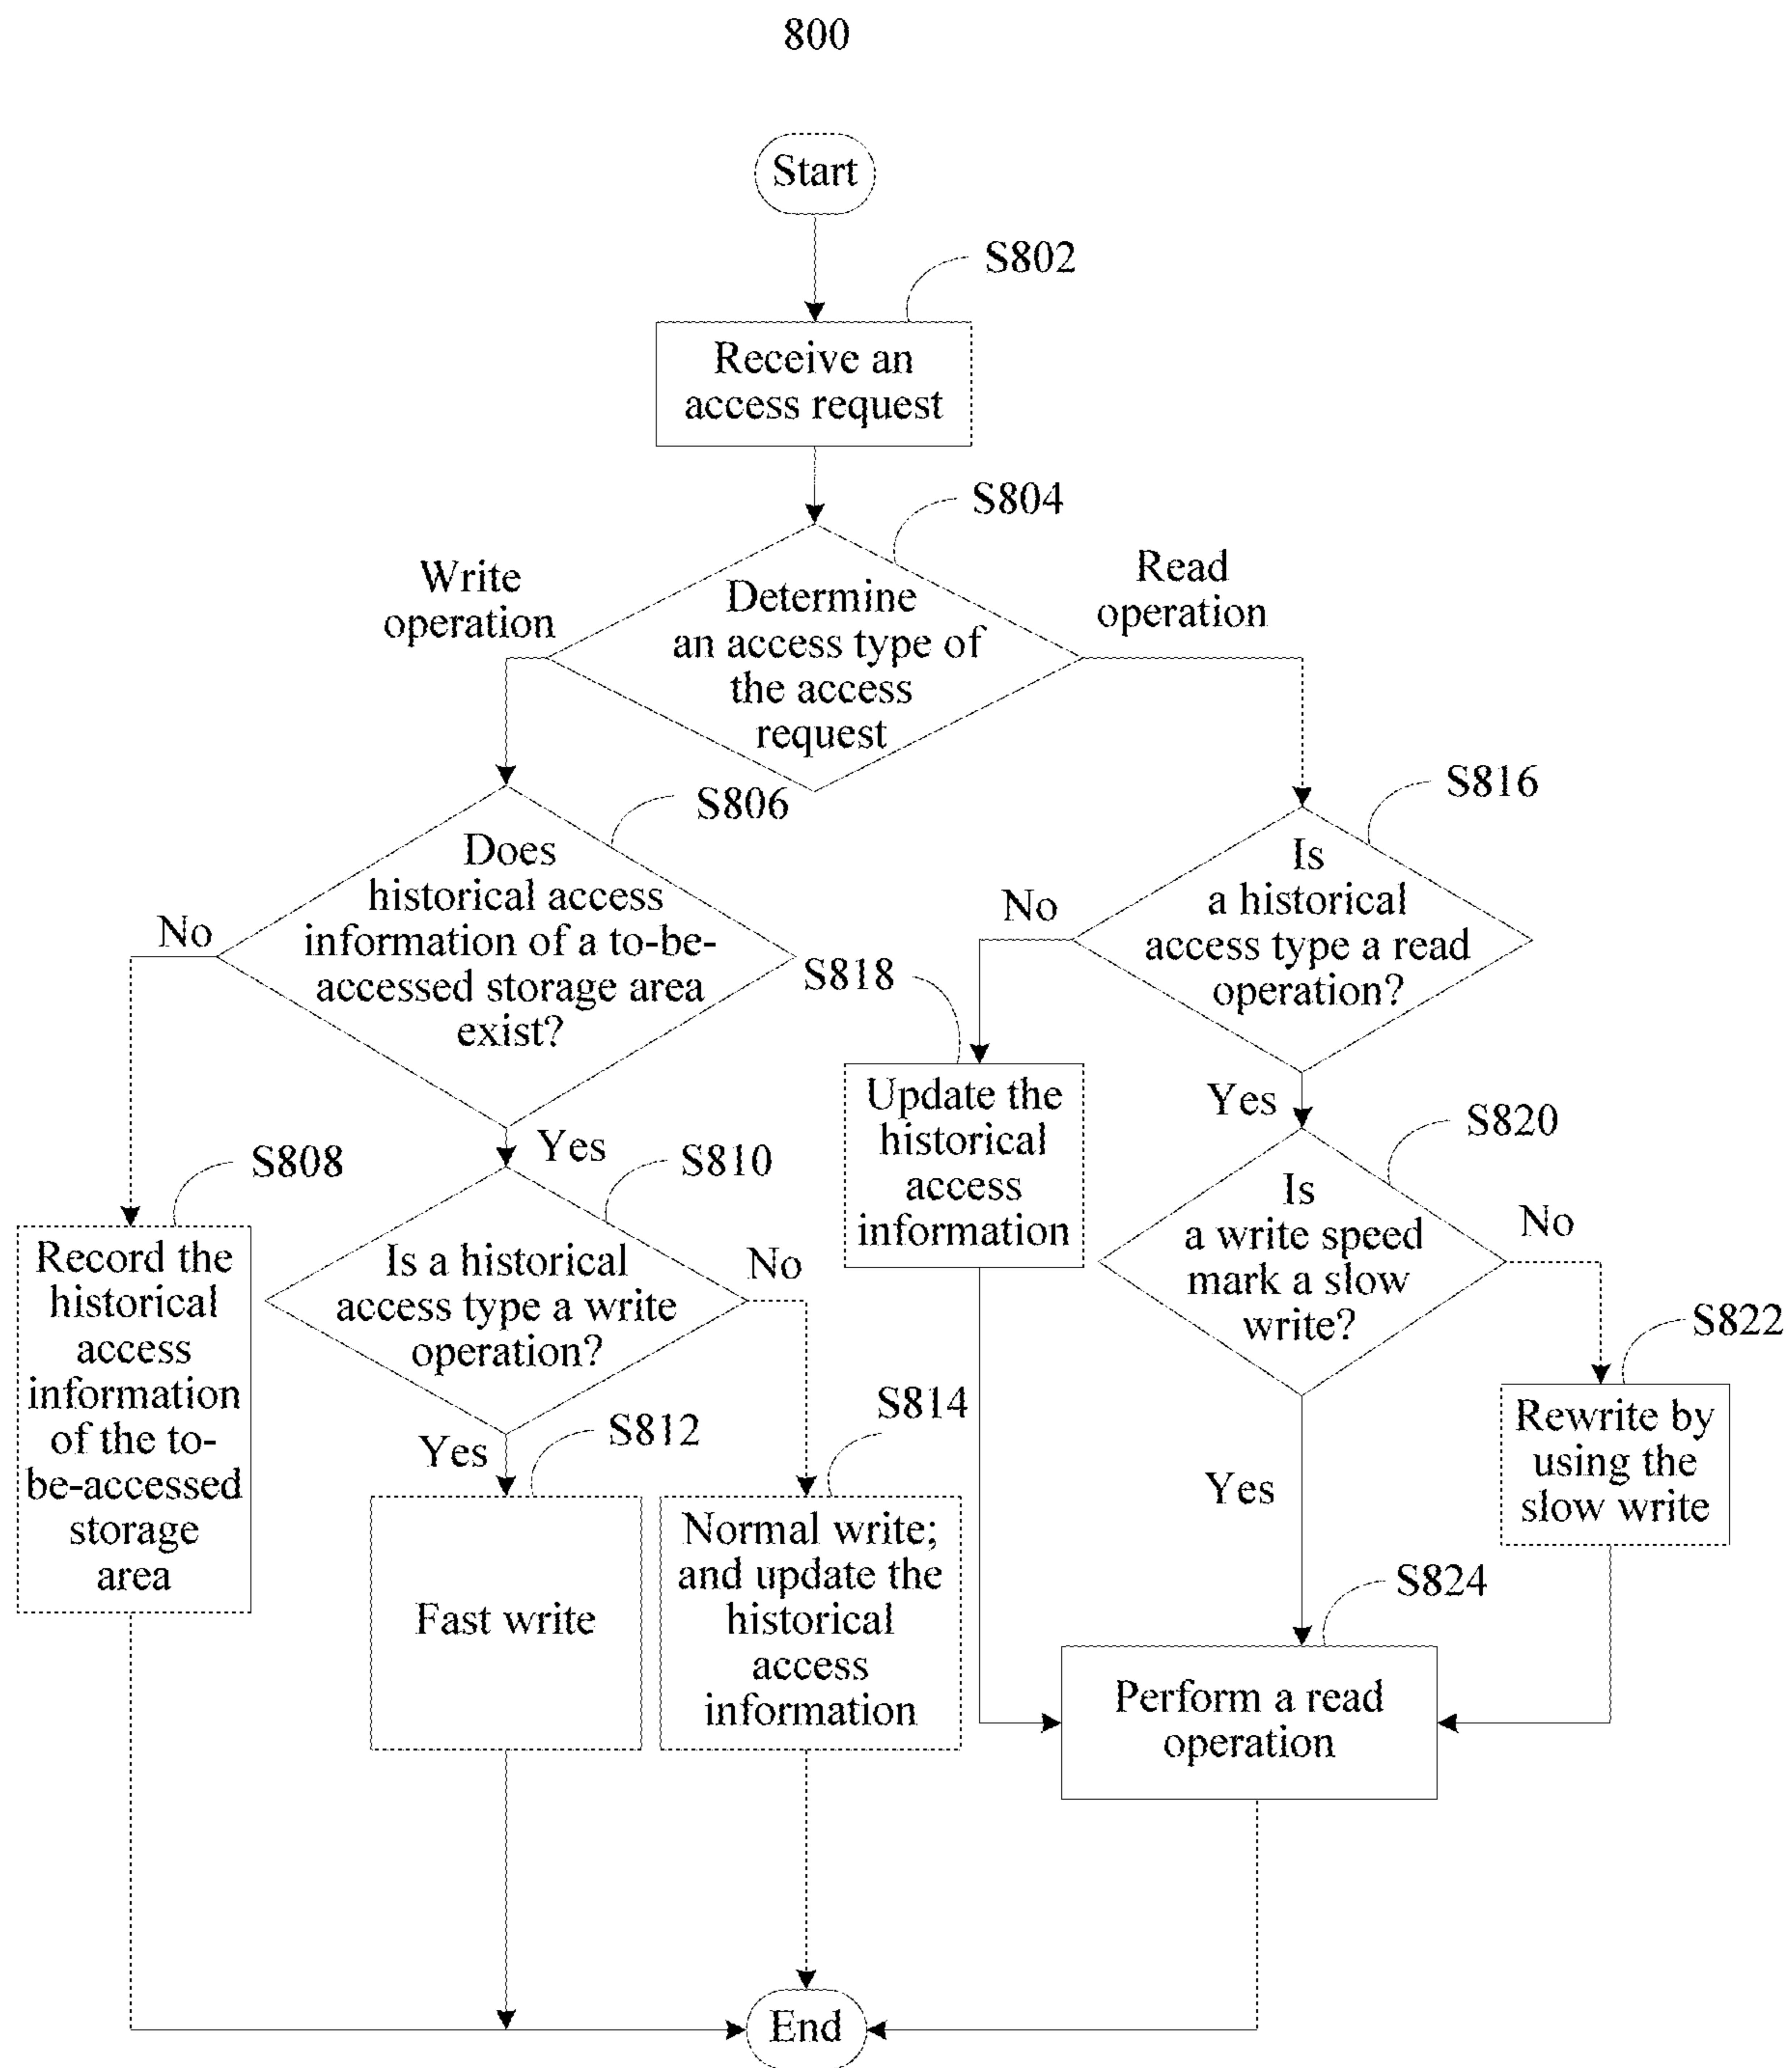 800
Start
S802
Receive an
access request
S804
Write
operation
Read
operation
Determine
an access type of
the access
request
S806
Does
historical access
information of a to-be-
accessed storage area
exist?
No
Yes
S808
Record the
historical
access
information
of the to-
be-accessed
storage
area
S810
Is a historical
access type a write
operation?
No
Yes
S812
Fast write
S814
Normal write;
and update the
historical
access
information
S816
Is
a historical
access type a read
operation?
No
Yes
S818
Update the
historical
access
information
S820
Is
a write speed
mark a slow
write?
No
Yes
S822
Rewrite by
using the
slow write
S824
Perform a read
operation
End